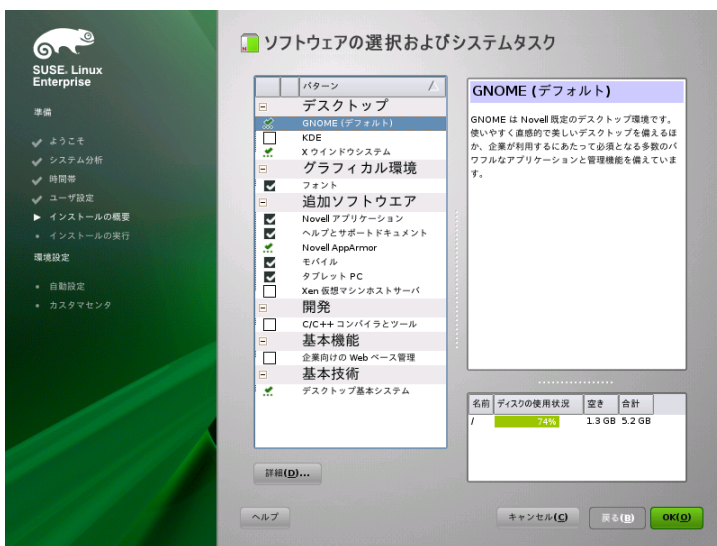 SUSE. Linux
Enterprise
準備
ようこそ
システム分析
時間帯
ユーザ設定
インストールの概要
インストールの実行
環境設定
自動設定
カスタマセンタ
ソフトウェアの選択およびシステムタスク
パターン
デスクトップ
GNOME (デフォルト)
KDE
X ウインドウシステム
グラフィカル環境
フォント
追加ソフトウエア
Novell アプリケーション
ヘルプとサポートドキュメント
Novell AppArmor
モバイル
タブレット PC
Xen 仮想マシンホストサーバ
開発
C/C++ コンパイラとツール
基本機能
企業向けの Web ベース管理
基本技術
デスクトップ基本システム
詳細(D)...
GNOME (デフォルト)
GNOME は Novell 既定のデスクトップ環境です。
使いやすく直感的で美しいデスクトップを備えるほ
か、企業が利用するにあたって必須となる多数のパ
ワフルなアプリケーションと管理機能を備えていま
す。
名前 ディスクの使用状況 空き 合計
/ 74% 1.3 GB 5.2 GB
ヘルプ
キャンセル(C) 戻る(B) OK(O)